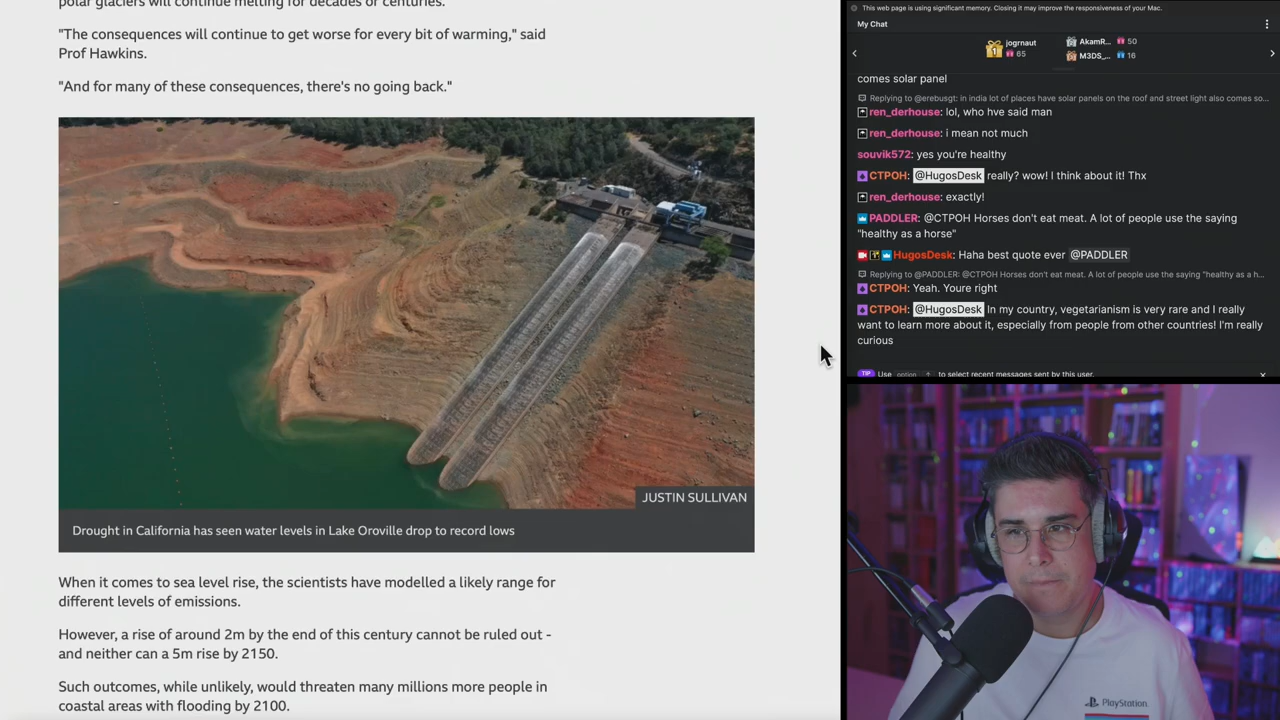 polar glaciers will continue melting for decades or centuries.
"The consequences will continue to get worse for every bit of warming," said
Prof Hawkins.
"And for many of these consequences, there's no going back."
JUSTIN SULLIVAN
Drought in California has seen water levels in Lake Oroville drop to record lows
When it comes to sea level rise, the scientists have modelled a likely range for
different levels of emissions.
However, a rise of around 2m by the end of this century cannot be ruled out -
and neither can a 5m rise by 2150.
Such outcomes, while unlikely, would threaten many millions more people in
coastal areas with flooding by 2100.
This web page is using significant memory. Closing it may improve the responsiveness of your Mac.
My Chat
1 jogrnaut 65
AkamR... 50
M3DS_... 16
comes solar panel
Replying to @erebusgt: in india lot of places have solar panels on the roof and street light also comes so...
ren_derhouse: lol, who hve said man
ren_derhouse: i mean not much
souvik572: yes you're healthy
CTPOH: @HugosDesk really? wow! I think about it! Thx
ren_derhouse: exactly!
PADDLER: @CTPOH Horses don't eat meat. A lot of people use the saying
"healthy as a horse"
HugosDesk: Haha best quote ever @PADDLER
Replying to @PADDLER: @CTPOH Horses don't eat meat. A lot of people use the saying "healthy as a h...
CTPOH: Yeah. Youre right
CTPOH: @HugosDesk In my country, vegetarianism is very rare and I really
want to learn more about it, especially from people from other countries! I'm really
curious
TIP Use option ↑ to select recent messages sent by this user.
PlayStation